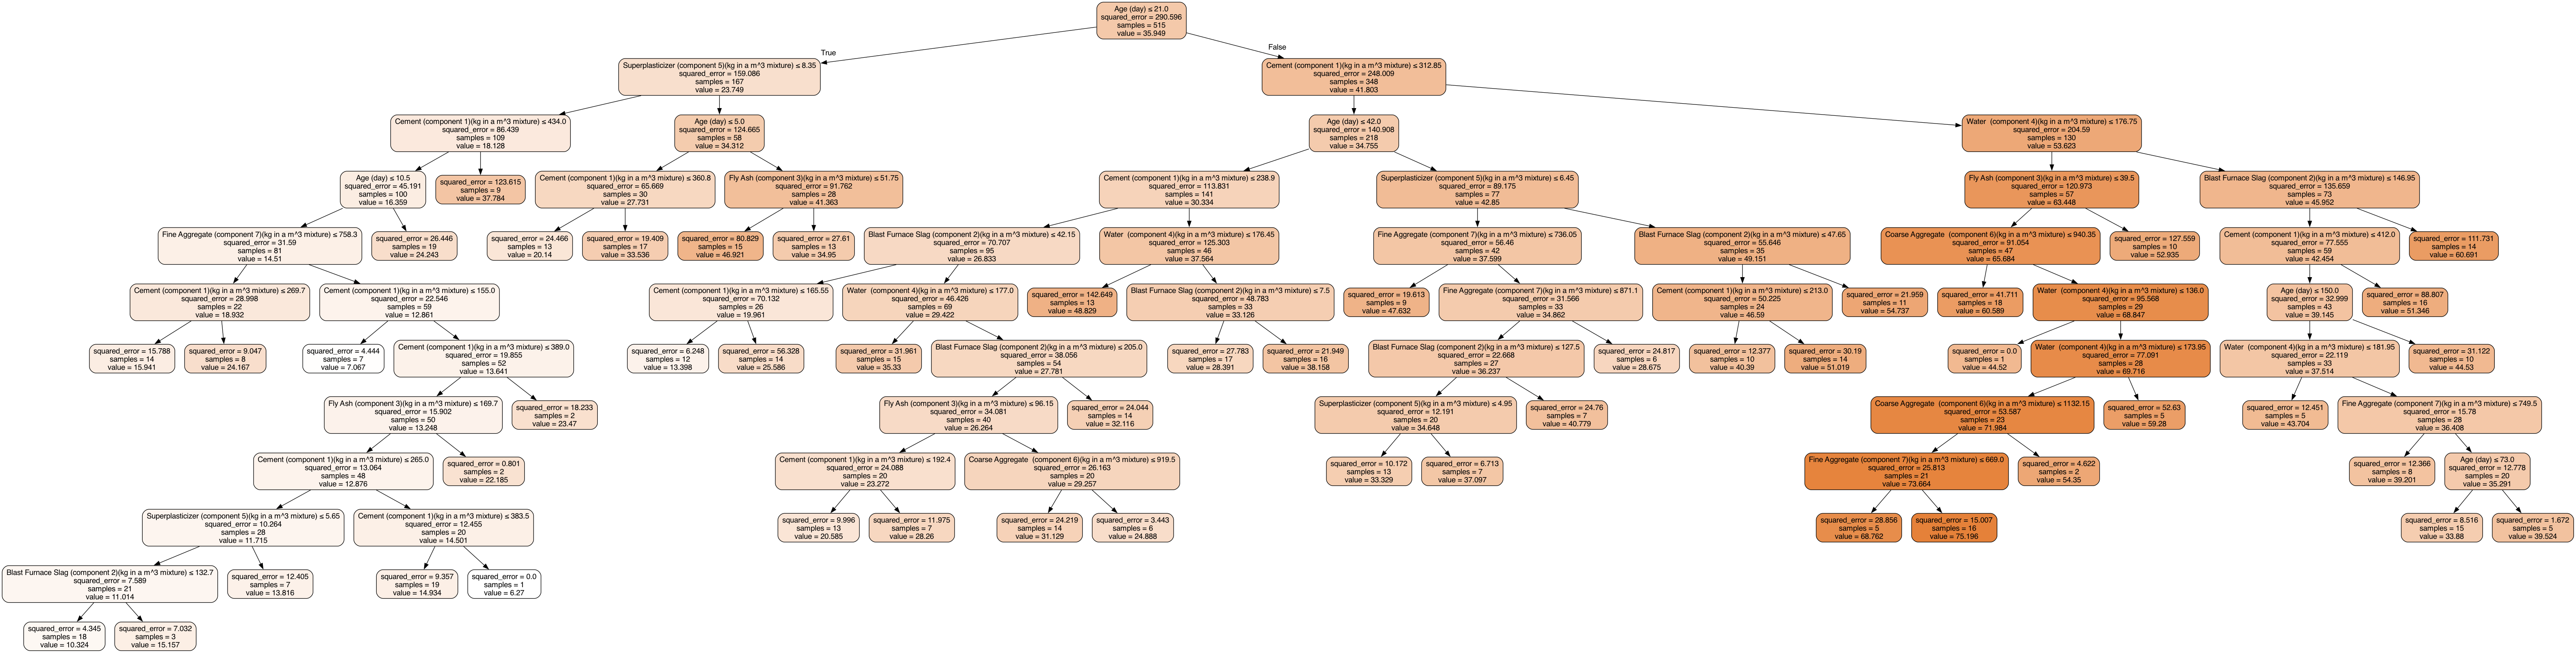 Age (day) ≤ 21.0
squared_error = 290.596
samples = 515
value = 35.949
True
False
Superplasticizer (component 5)(kg in a m^3 mixture) ≤ 8.35
squared_error = 159.086
samples = 167
value = 23.749
Cement (component 1)(kg in a m^3 mixture) ≤ 312.85
squared_error = 248.009
samples = 348
value = 41.803
Cement (component 1)(kg in a m^3 mixture) ≤ 434.0
squared_error = 86.439
samples = 109
value = 18.128
Age (day) ≤ 5.0
squared_error = 124.665
samples = 58
value = 34.312
Age (day) ≤ 42.0
squared_error = 140.908
samples = 218
value = 34.755
Water  (component 4)(kg in a m^3 mixture) ≤ 176.75
squared_error = 204.59
samples = 130
value = 53.623
Age (day) ≤ 10.5
squared_error = 45.191
samples = 100
value = 16.359
squared_error = 123.615
samples = 9
value = 37.784
Cement (component 1)(kg in a m^3 mixture) ≤ 360.8
squared_error = 65.669
samples = 30
value = 27.731
Fly Ash (component 3)(kg in a m^3 mixture) ≤ 51.75
squared_error = 91.762
samples = 28
value = 41.363
Cement (component 1)(kg in a m^3 mixture) ≤ 238.9
squared_error = 113.831
samples = 141
value = 30.334
Superplasticizer (component 5)(kg in a m^3 mixture) ≤ 6.45
squared_error = 89.175
samples = 77
value = 42.85
Fly Ash (component 3)(kg in a m^3 mixture) ≤ 39.5
squared_error = 120.973
samples = 57
value = 63.448
Blast Furnace Slag (component 2)(kg in a m^3 mixture) ≤ 146.95
squared_error = 135.659
samples = 73
value = 45.952
Fine Aggregate (component 7)(kg in a m^3 mixture) ≤ 758.3
squared_error = 31.59
samples = 81
value = 14.51
squared_error = 26.446
samples = 19
value = 24.243
squared_error = 24.466
samples = 13
value = 20.14
squared_error = 19.409
samples = 17
value = 33.536
squared_error = 80.829
samples = 15
value = 46.921
squared_error = 27.61
samples = 13
value = 34.95
Blast Furnace Slag (component 2)(kg in a m^3 mixture) ≤ 42.15
squared_error = 70.707
samples = 95
value = 26.833
Water  (component 4)(kg in a m^3 mixture) ≤ 176.45
squared_error = 125.303
samples = 46
value = 37.564
Fine Aggregate (component 7)(kg in a m^3 mixture) ≤ 736.05
squared_error = 56.46
samples = 42
value = 37.599
Blast Furnace Slag (component 2)(kg in a m^3 mixture) ≤ 47.65
squared_error = 55.646
samples = 35
value = 49.151
Coarse Aggregate  (component 6)(kg in a m^3 mixture) ≤ 940.35
squared_error = 91.054
samples = 47
value = 65.684
squared_error = 127.559
samples = 10
value = 52.935
Cement (component 1)(kg in a m^3 mixture) ≤ 412.0
squared_error = 77.555
samples = 59
value = 42.454
squared_error = 111.731
samples = 14
value = 60.691
Cement (component 1)(kg in a m^3 mixture) ≤ 269.7
squared_error = 28.998
samples = 22
value = 18.932
Cement (component 1)(kg in a m^3 mixture) ≤ 155.0
squared_error = 22.546
samples = 59
value = 12.861
Cement (component 1)(kg in a m^3 mixture) ≤ 165.55
squared_error = 70.132
samples = 26
value = 19.961
Water  (component 4)(kg in a m^3 mixture) ≤ 177.0
squared_error = 46.426
samples = 69
value = 29.422
squared_error = 142.649
samples = 13
value = 48.829
Blast Furnace Slag (component 2)(kg in a m^3 mixture) ≤ 7.5
squared_error = 48.783
samples = 33
value = 33.126
squared_error = 19.613
samples = 9
value = 47.632
Fine Aggregate (component 7)(kg in a m^3 mixture) ≤ 871.1
squared_error = 31.566
samples = 33
value = 34.862
Cement (component 1)(kg in a m^3 mixture) ≤ 213.0
squared_error = 50.225
samples = 24
value = 46.59
squared_error = 21.959
samples = 11
value = 54.737
squared_error = 41.711
samples = 18
value = 60.589
Water  (component 4)(kg in a m^3 mixture) ≤ 136.0
squared_error = 95.568
samples = 29
value = 68.847
Age (day) ≤ 150.0
squared_error = 32.999
samples = 43
value = 39.145
squared_error = 88.807
samples = 16
value = 51.346
squared_error = 15.788
samples = 14
value = 15.941
squared_error = 9.047
samples = 8
value = 24.167
squared_error = 4.444
samples = 7
value = 7.067
Cement (component 1)(kg in a m^3 mixture) ≤ 389.0
squared_error = 19.855
samples = 52
value = 13.641
squared_error = 6.248
samples = 12
value = 13.398
squared_error = 56.328
samples = 14
value = 25.586
squared_error = 31.961
samples = 15
value = 35.33
Blast Furnace Slag (component 2)(kg in a m^3 mixture) ≤ 205.0
squared_error = 38.056
samples = 54
value = 27.781
squared_error = 27.783
samples = 17
value = 28.391
squared_error = 21.949
samples = 16
value = 38.158
Blast Furnace Slag (component 2)(kg in a m^3 mixture) ≤ 127.5
squared_error = 22.668
samples = 27
value = 36.237
squared_error = 24.817
samples = 6
value = 28.675
squared_error = 12.377
samples = 10
value = 40.39
squared_error = 30.19
samples = 14
value = 51.019
squared_error = 0.0
samples = 1
value = 44.52
Water  (component 4)(kg in a m^3 mixture) ≤ 173.95
squared_error = 77.091
samples = 28
value = 69.716
Water  (component 4)(kg in a m^3 mixture) ≤ 181.95
squared_error = 22.119
samples = 33
value = 37.514
squared_error = 31.122
samples = 10
value = 44.53
Fly Ash (component 3)(kg in a m^3 mixture) ≤ 169.7
squared_error = 15.902
samples = 50
value = 13.248
squared_error = 18.233
samples = 2
value = 23.47
Fly Ash (component 3)(kg in a m^3 mixture) ≤ 96.15
squared_error = 34.081
samples = 40
value = 26.264
squared_error = 24.044
samples = 14
value = 32.116
Superplasticizer (component 5)(kg in a m^3 mixture) ≤ 4.95
squared_error = 12.191
samples = 20
value = 34.648
squared_error = 24.76
samples = 7
value = 40.779
Coarse Aggregate  (component 6)(kg in a m^3 mixture) ≤ 1132.15
squared_error = 53.587
samples = 23
value = 71.984
squared_error = 52.63
samples = 5
value = 59.28
squared_error = 12.451
samples = 5
value = 43.704
Fine Aggregate (component 7)(kg in a m^3 mixture) ≤ 749.5
squared_error = 15.78
samples = 28
value = 36.408
Cement (component 1)(kg in a m^3 mixture) ≤ 265.0
squared_error = 13.064
samples = 48
value = 12.876
squared_error = 0.801
samples = 2
value = 22.185
Cement (component 1)(kg in a m^3 mixture) ≤ 192.4
squared_error = 24.088
samples = 20
value = 23.272
Coarse Aggregate  (component 6)(kg in a m^3 mixture) ≤ 919.5
squared_error = 26.163
samples = 20
value = 29.257
squared_error = 10.172
samples = 13
value = 33.329
squared_error = 6.713
samples = 7
value = 37.097
Fine Aggregate (component 7)(kg in a m^3 mixture) ≤ 669.0
squared_error = 25.813
samples = 21
value = 73.664
squared_error = 4.622
samples = 2
value = 54.35
squared_error = 12.366
samples = 8
value = 39.201
Age (day) ≤ 73.0
squared_error = 12.778
samples = 20
value = 35.291
Superplasticizer (component 5)(kg in a m^3 mixture) ≤ 5.65
squared_error = 10.264
samples = 28
value = 11.715
Cement (component 1)(kg in a m^3 mixture) ≤ 383.5
squared_error = 12.455
samples = 20
value = 14.501
squared_error = 9.996
samples = 13
value = 20.585
squared_error = 11.975
samples = 7
value = 28.26
squared_error = 24.219
samples = 14
value = 31.129
squared_error = 3.443
samples = 6
value = 24.888
squared_error = 28.856
samples = 5
value = 68.762
squared_error = 15.007
samples = 16
value = 75.196
squared_error = 8.516
samples = 15
value = 33.88
squared_error = 1.672
samples = 5
value = 39.524
Blast Furnace Slag (component 2)(kg in a m^3 mixture) ≤ 132.7
squared_error = 7.589
samples = 21
value = 11.014
squared_error = 12.405
samples = 7
value = 13.816
squared_error = 9.357
samples = 19
value = 14.934
squared_error = 0.0
samples = 1
value = 6.27
squared_error = 4.345
samples = 18
value = 10.324
squared_error = 7.032
samples = 3
value = 15.157